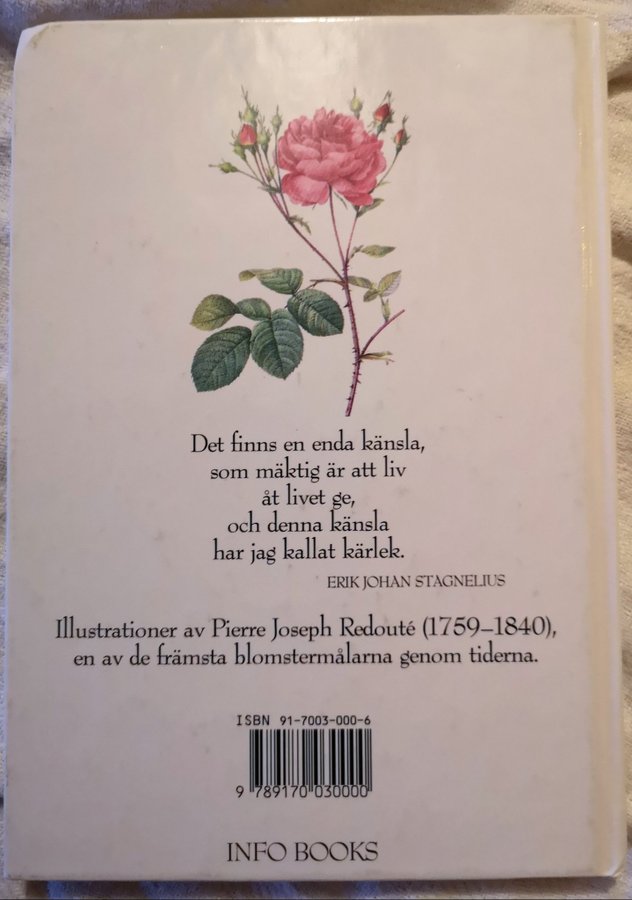 Det finns en enda känsla,
som mäktig är att liv
åt livet ge,
och denna känsla
har jag kallat kärlek.
ERIK JOHAN STAGNELIUS
Illustrationer av Pierre Joseph Redouté (1759–1840),
en av de främsta blomstermålarna genom tiderna.
ISBN 91-7003-000-6
9 789170 030000
INFO BOOKS